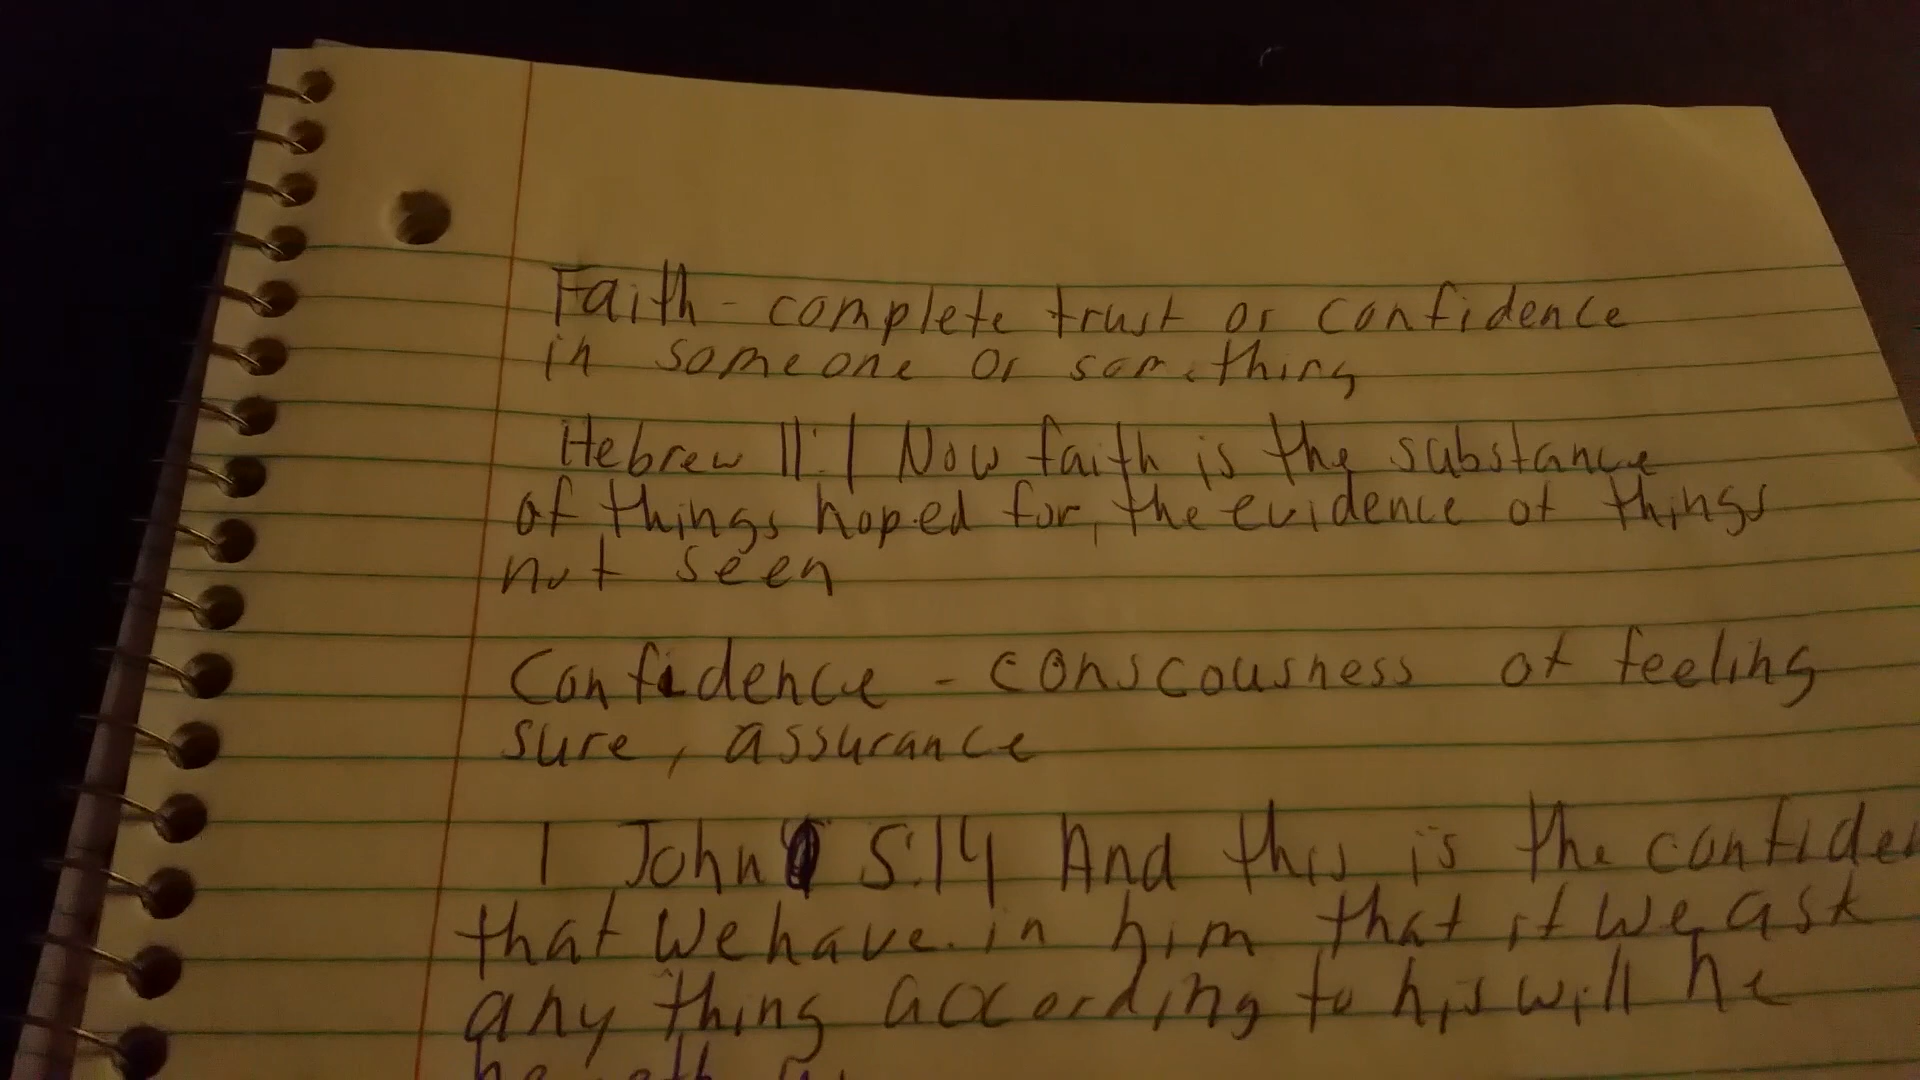 Faith - complete trust or confidence
in someone or something
Hebrew 11:1 Now faith is the substance
of things hoped for, the evidence of things
not seen
Confidence - conscousness of feeling
sure, assurance
1 John 5:14 And this is the confiden
that we have in him that if we ask
any thing according to his will he